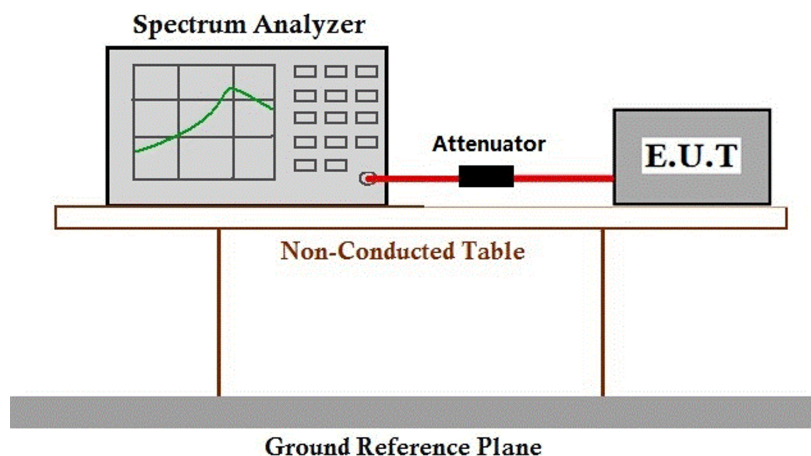 Spectrum Analyzer
Attenuator
E.U.T
Non-Conducted Table
Ground Reference Plane